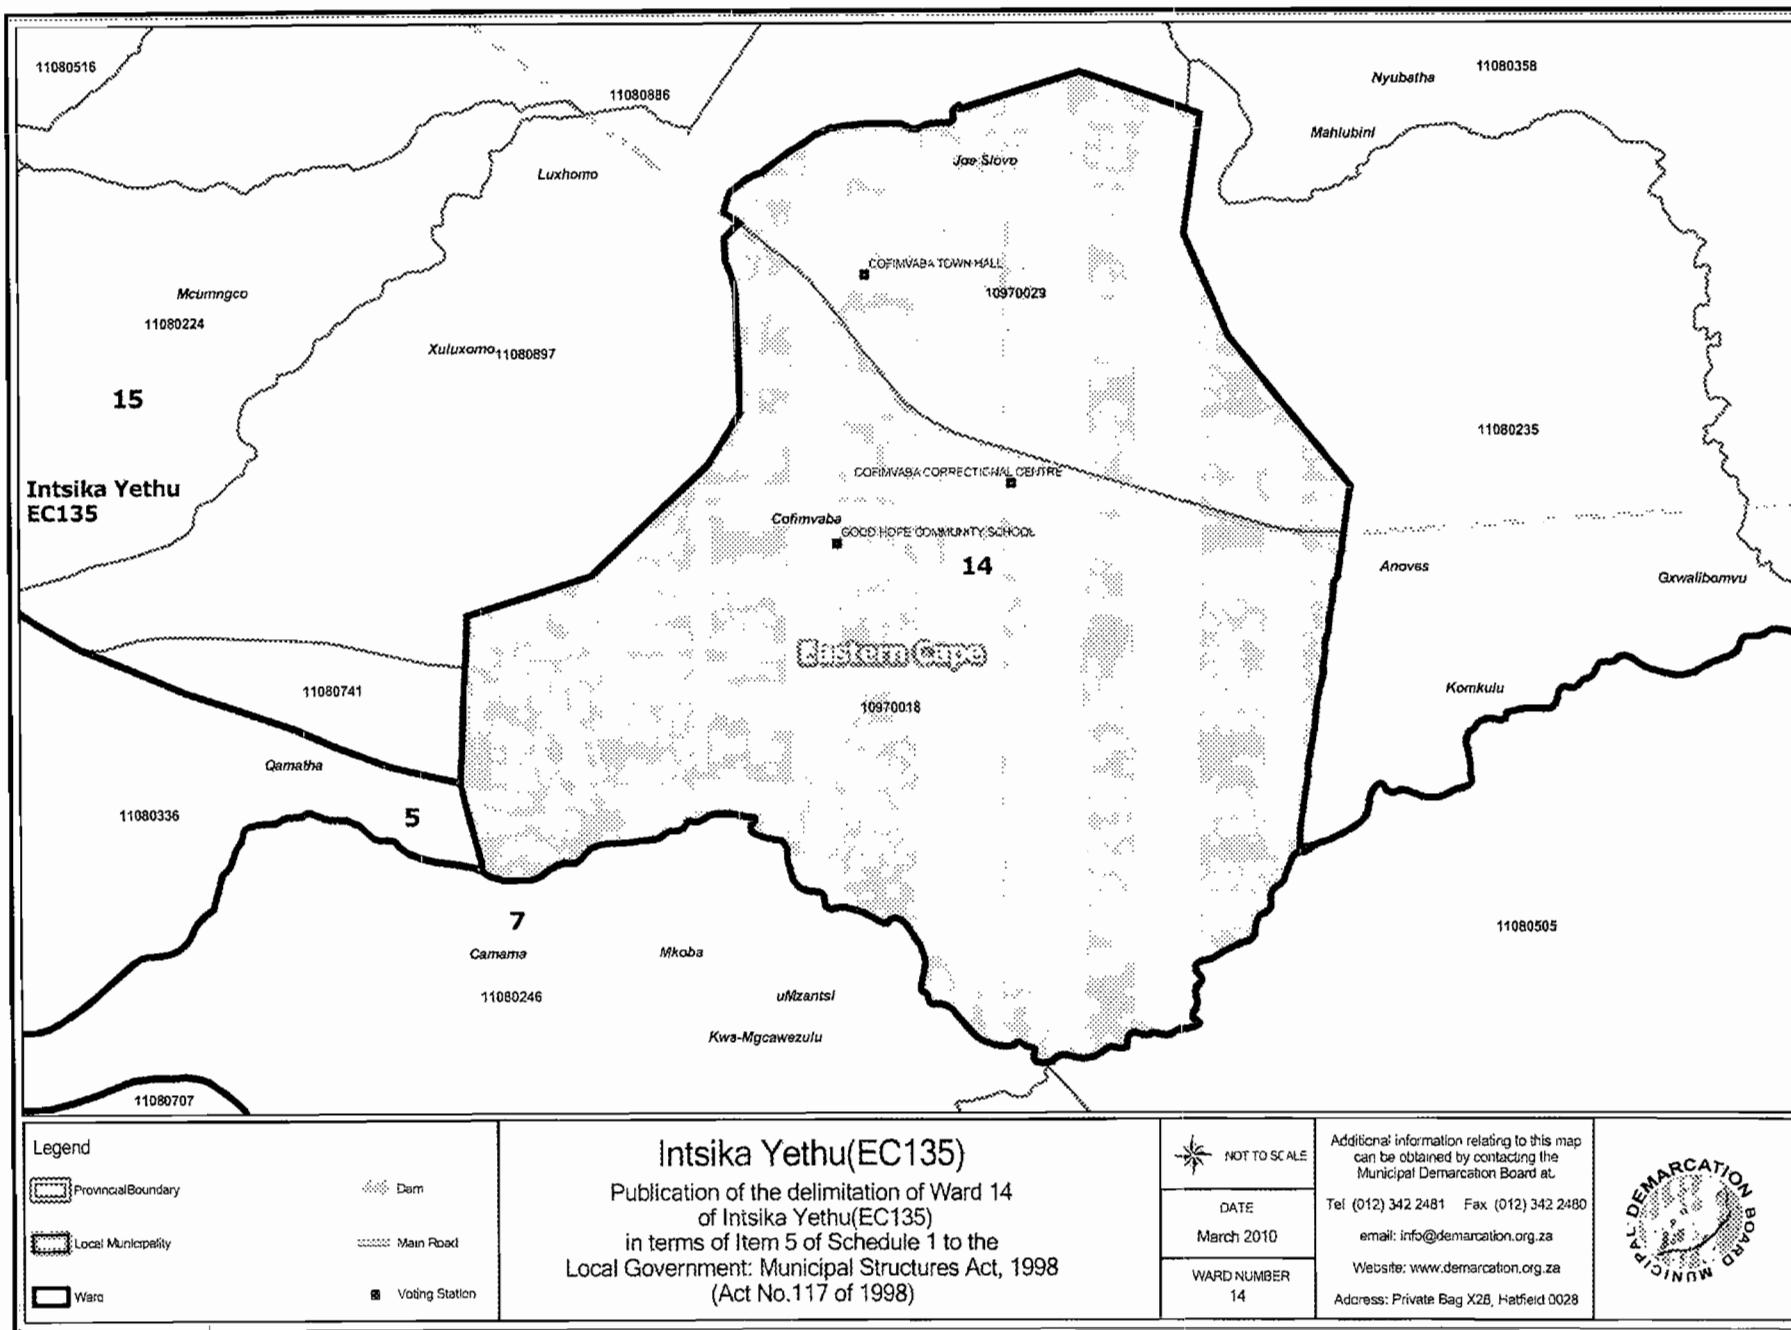 11080516
11080886
Nyubatha
11080358
Mahlubini
Luxhomo
Joe Slovo
COFIMVABA TOWN HALL
10970029
Mcumngco
11080224
Xuluxomo 11080897
15
11080235
Intsika Yethu
EC135
COFIMVABA CORRECTIONAL CENTRE
Cofimvaba
GOOD HOPE COMMUNITY SCHOOL
14
Gxwalibomvu
Eastern Cape
11080741
Komkulu
10970018
Qamatha
11080336
5
7
Camama
Mkoba
11080505
11080246
uMzantsi
Kwa-Mgcawezulu
11080707
Legend
Provincial Boundary
Dam
Local Municipality
Main Road
Ward
Voting Station
Intsika Yethu(EC135)
Publication of the delimitation of Ward 14
of Intsika Yethu(EC135)
in terms of Item 5 of Schedule 1 to the
Local Government: Municipal Structures Act, 1998
(Act No.117 of 1998)
NOT TO SCALE
DATE
March 2010
WARD NUMBER
14
Additional information relating to this map
can be obtained by contacting the
Municipal Demarcation Board at.
Tel (012) 342 2481 Fax (012) 342 2480
email: info@demarcation.org.za
Website: www.demarcation.org.za
Address: Private Bag X28, Hatfield 0028
MUNICIPAL DEMARCATION BOARD